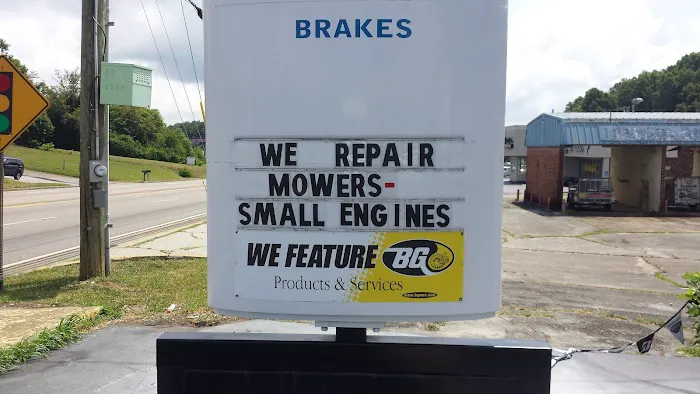 BRAKES
WE REPAIR
MOWERS-
SMALL ENGINES
WE FEATURE BG
Products & Services